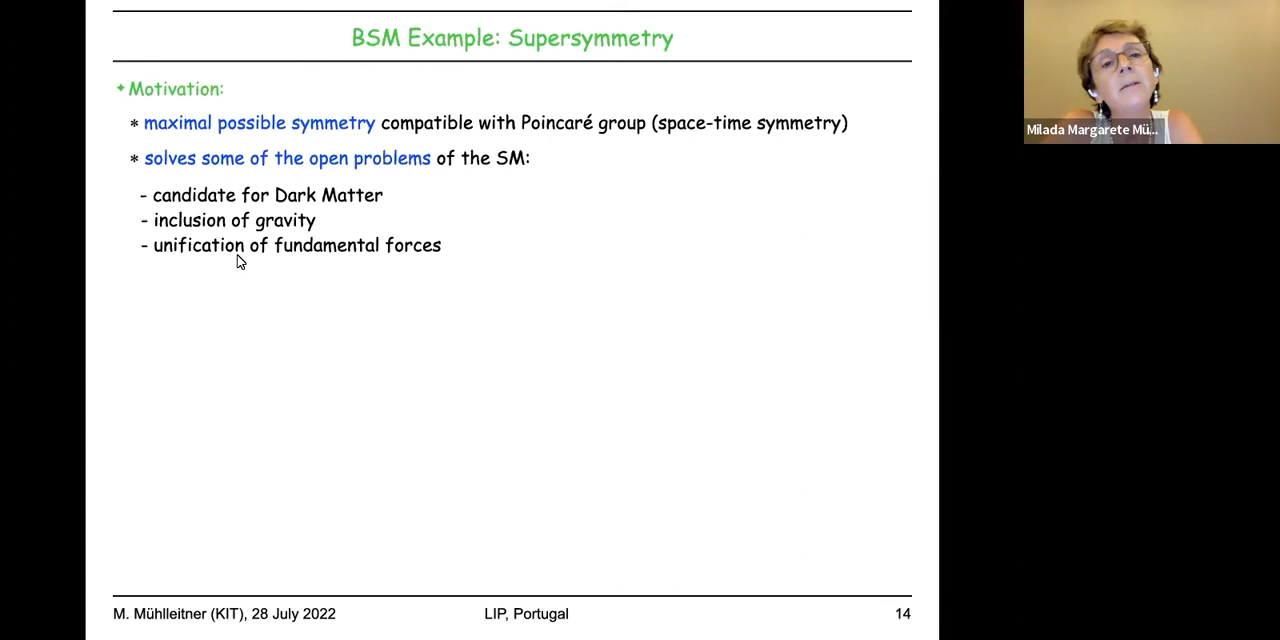 BSM Example: Supersymmetry
✦ Motivation:
* maximal possible symmetry compatible with Poincaré group (space-time symmetry)
* solves some of the open problems of the SM:
- candidate for Dark Matter
- inclusion of gravity
- unification of fundamental forces
M. Mühlleitner (KIT), 28 July 2022 LIP, Portugal 14
Milada Margarete Mü...